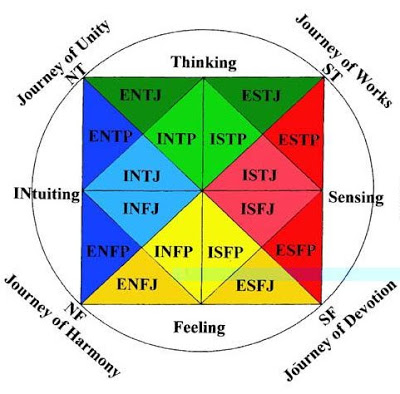 Journey of Unity
NT
Journey of Works
ST
Thinking
ENTJ
ESTJ
ENTP
INTP
ISTP
ESTP
INTJ
ISTJ
INtuiting
Sensing
INFJ
ISFJ
ENFP
INFP
ISFP
ESFP
ENFJ
ESFJ
NF
Journey of Harmony
Feeling
SF
Journey of Devotion